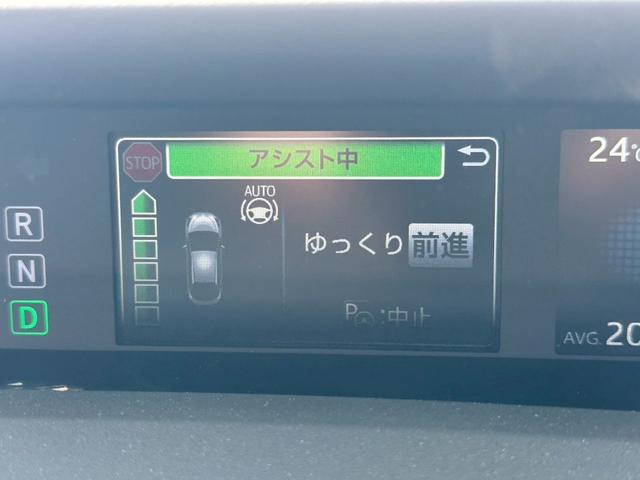 STOP アシスト中
AUTO
ゆっくり 前進
P :中止
R
N
D
24°C
AVG. 20